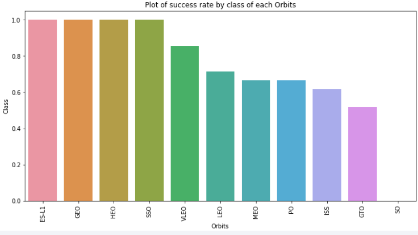 Plot of success rate by class of each Orbits
1.0
0.8
0.6
0.4
0.2
0.0
Class
ES-L1
GEO
HEO
SSO
VLEO
LEO
MEO
PO
ISS
GTO
SO
Orbits